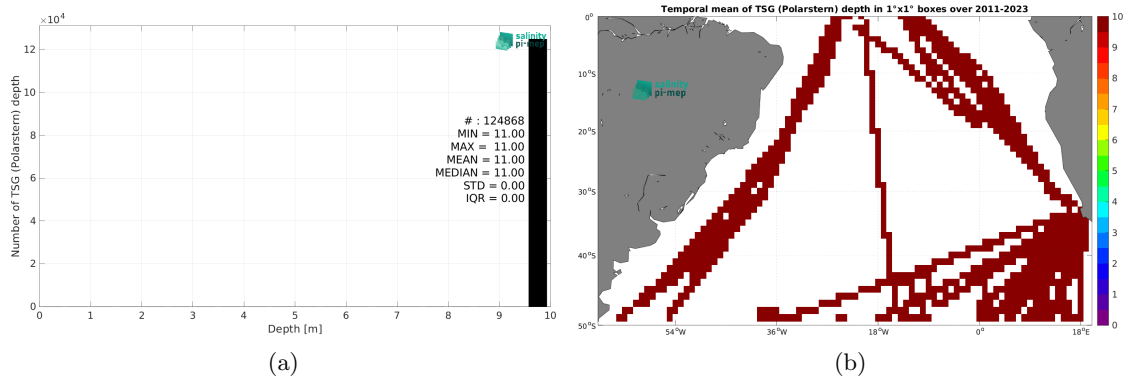 ×10⁴
12
10
8
6
4
2
0
Number of TSG (Polarstern) depth
salinity
pi-mep
# : 124868
MIN = 11.00
MAX = 11.00
MEAN = 11.00
MEDIAN = 11.00
STD = 0.00
IQR = 0.00
0 1 2 3 4 5 6 7 8 9 10
Depth [m]
(a)
Temporal mean of TSG (Polarstern) depth in 1°x1° boxes over 2011-2023
0°
10°S
20°S
30°S
40°S
50°S
salinity
pi-mep
54°W 36°W 18°W 0° 18°E
10
9
8
7
6
5
4
3
2
1
0
(b)